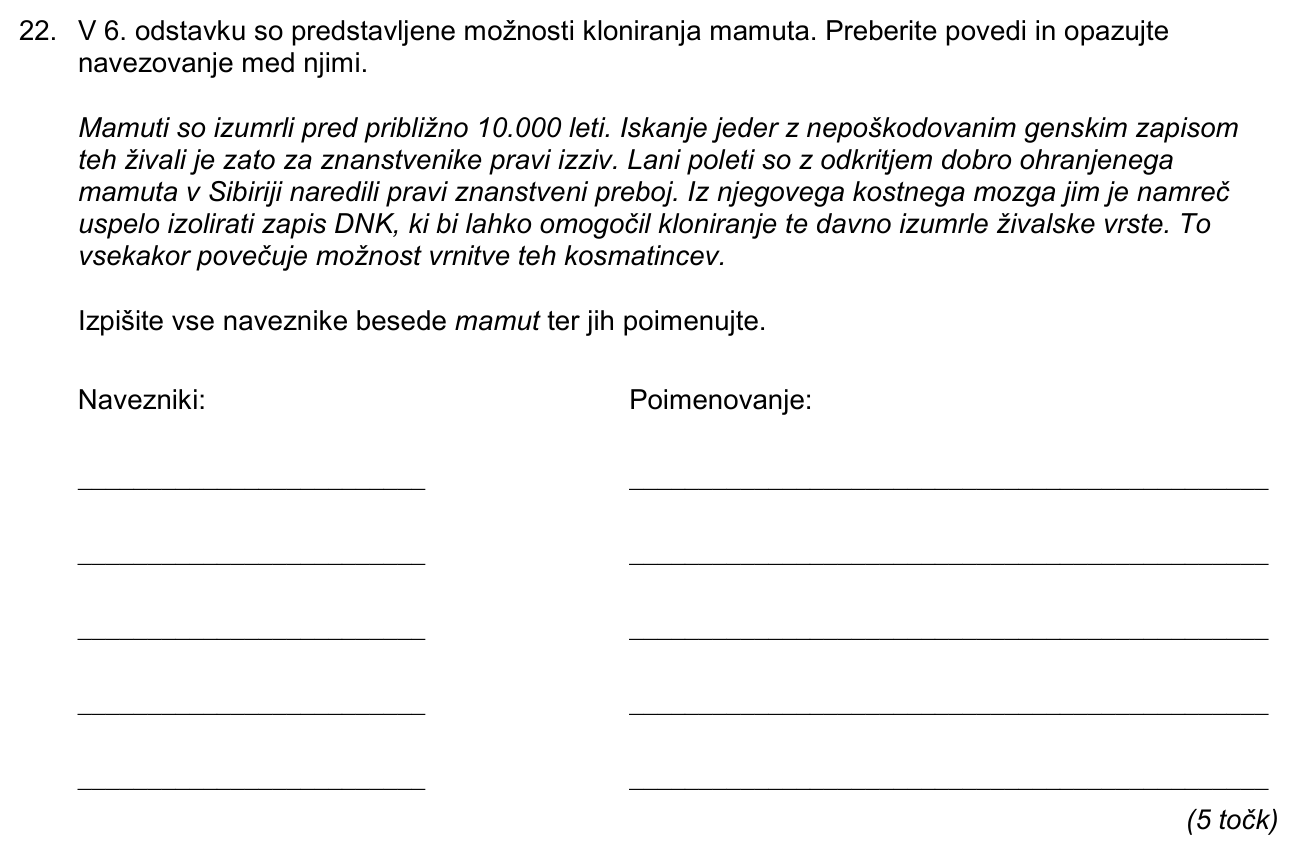 22. V 6. odstavku so predstavljene možnosti kloniranja mamuta. Preberite povedi in opazujte
navezovanje med njimi.
Mamuti so izumrli pred približno 10.000 leti. Iskanje jeder z nepoškodovanim genskim zapisom
teh živali je zato za znanstvenike pravi izziv. Lani poleti so z odkritjem dobro ohranjenega
mamuta v Sibiriji naredili pravi znanstveni preboj. Iz njegovega kostnega mozga jim je namreč
uspelo izolirati zapis DNK, ki bi lahko omogočil kloniranje te davno izumrle živalske vrste. To
vsekakor povečuje možnost vrnitve teh kosmatincev.
Izpišite vse naveznike besede mamut ter jih poimenujte.
Navezniki: Poimenovanje:
(5 točk)